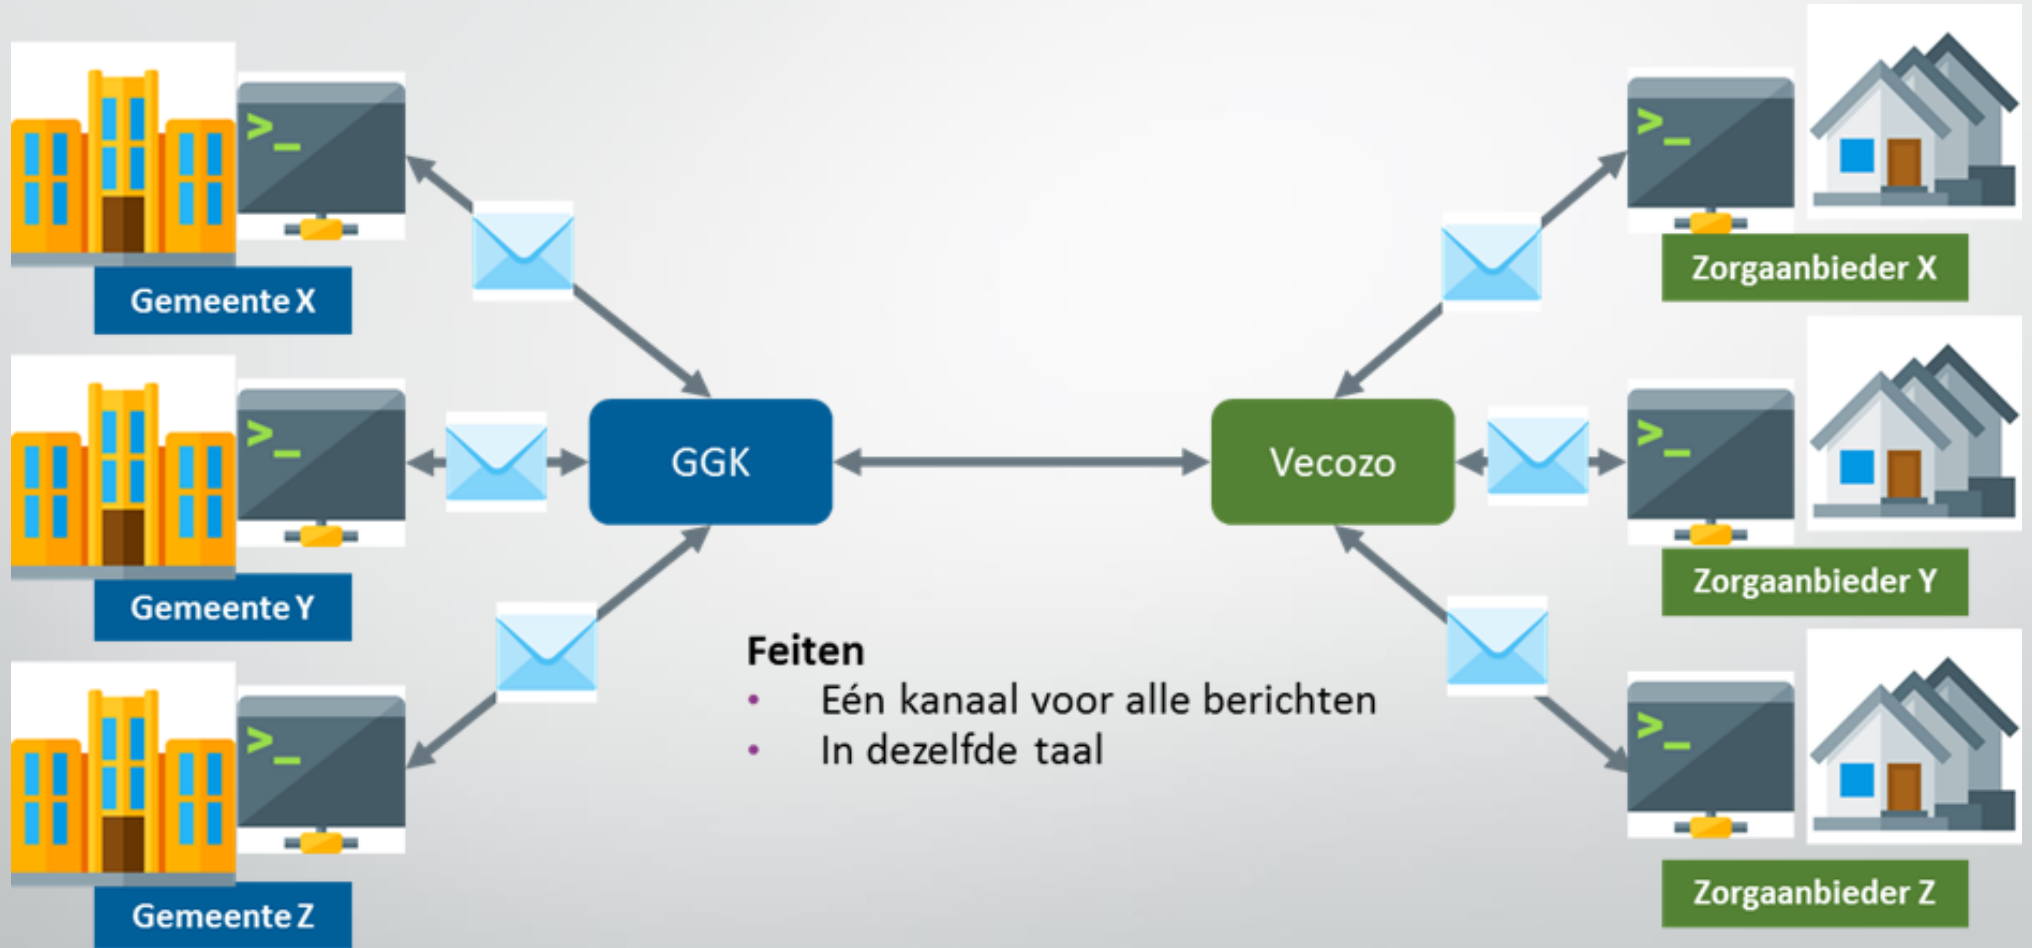 Gemeente X
Zorgaanbieder X
GGK
Vecozo
Gemeente Y
Zorgaanbieder Y
Feiten
• Eén kanaal voor alle berichten
• In dezelfde taal
Gemeente Z
Zorgaanbieder Z
>_
>_
>_
>_
>_
>_